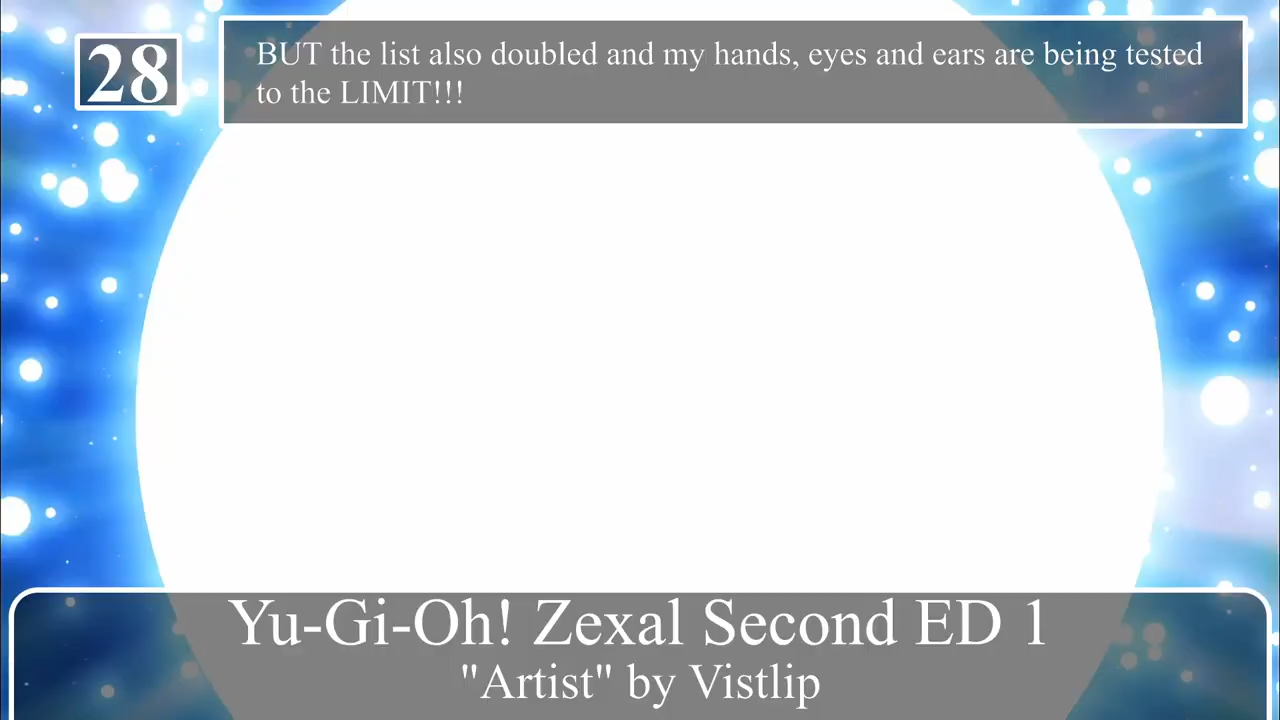 28
BUT the list also doubled and my hands, eyes and ears are being tested
to the LIMIT!!!
Yu-Gi-Oh! Zexal Second ED 1
"Artist" by Vistlip